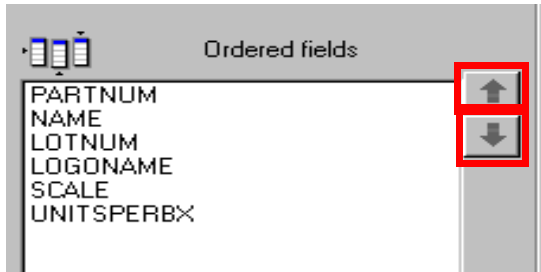 Ordered fields
PARTNUM
NAME
LOTNUM
LOGONAME
SCALE
UNITSPERBX